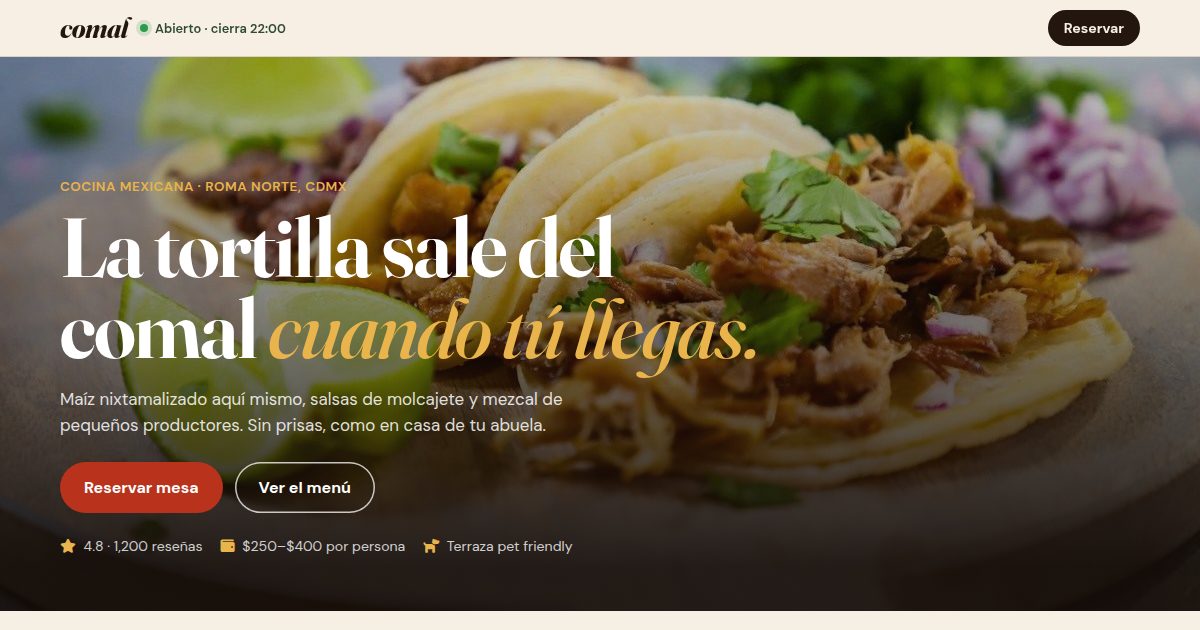 comal
Abierto · cierra 22:00
Reservar
COCINA MEXICANA · ROMA NORTE, CDMX
La tortilla sale del
comal cuando tú llegas.
Maíz nixtamalizado aquí mismo, salsas de molcajete y mezcal de
pequeños productores. Sin prisas, como en casa de tu abuela.
Reservar mesa
Ver el menú
4.8 · 1,200 reseñas
$250–$400 por persona
Terraza pet friendly